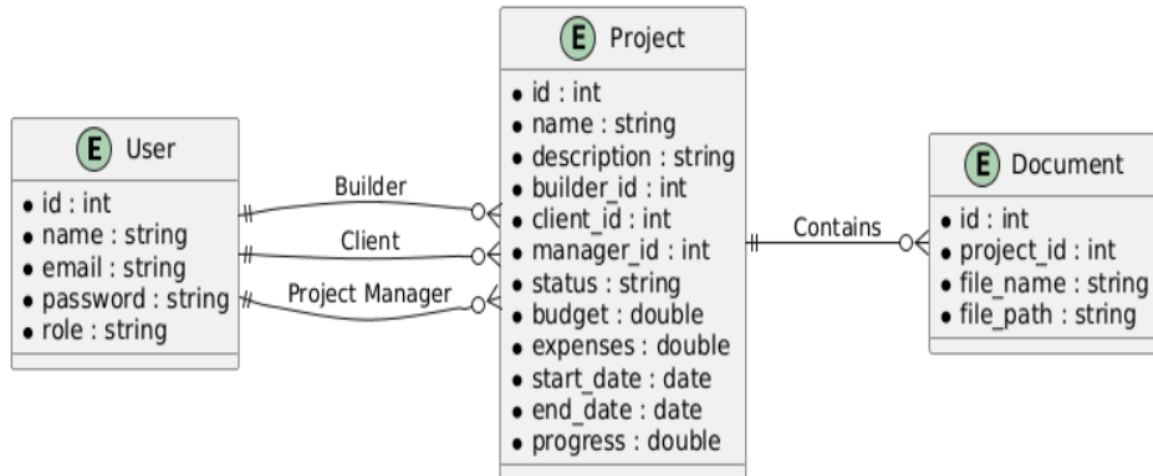 E User
id : int
name : string
email : string
password : string
role : string
Builder
Client
Project Manager
E Project
id : int
name : string
description : string
builder_id : int
client_id : int
manager_id : int
status : string
budget : double
expenses : double
start_date : date
end_date : date
progress : double
Contains
E Document
id : int
project_id : int
file_name : string
file_path : string